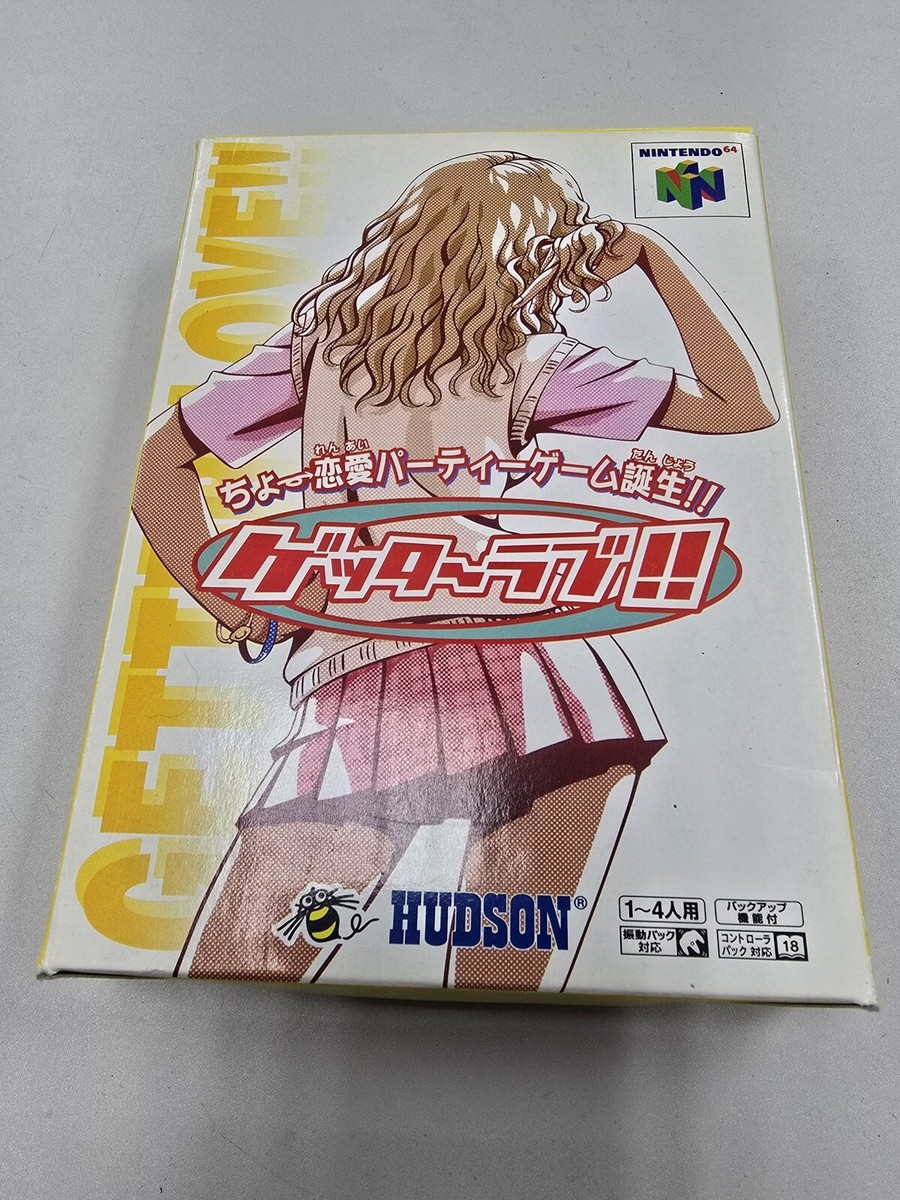 NINTENDO64
GETTER LOVE!!
ちょー恋愛パーティーゲーム誕生!!
れん あい
たん じょう
ゲッターラブ!!
HUDSON®
1〜4人用
バックアップ
機能付
振動パック
対応
コントローラ
パック対応
18